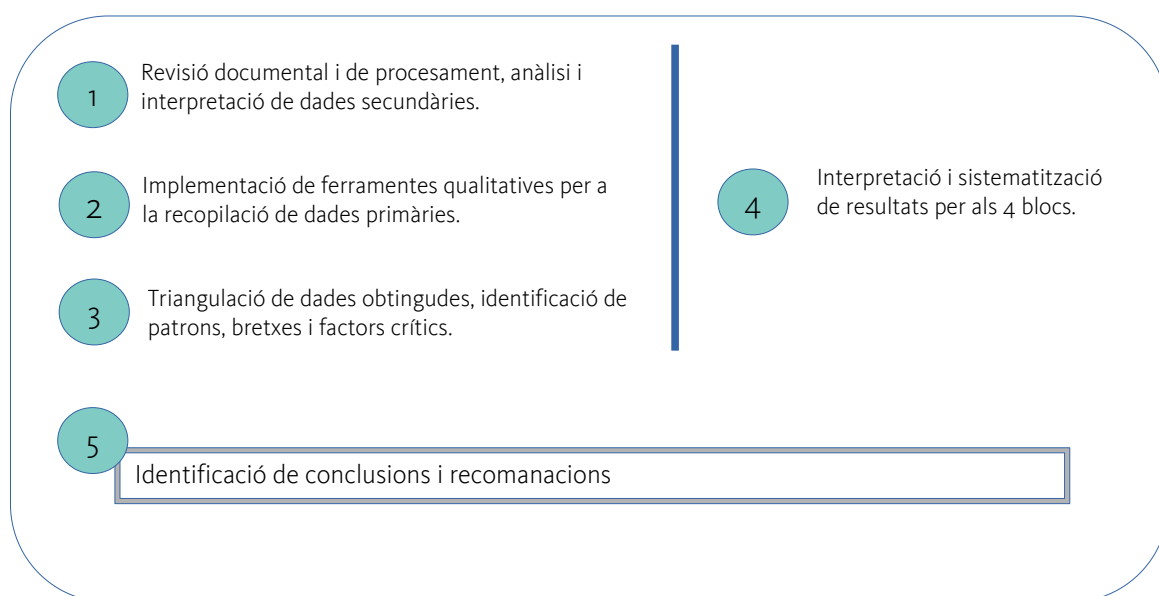 1
Revisió documental i de procesament, anàlisi i
interpretació de dades secundàries.
2
Implementació de ferramentes qualitatives per a
la recopilació de dades primàries.
3
Triangulació de dades obtingudes, identificació de
patrons, bretxes i factors crítics.
4
Interpretació i sistematització
de resultats per als 4 blocs.
5
Identificació de conclusions i recomanacions